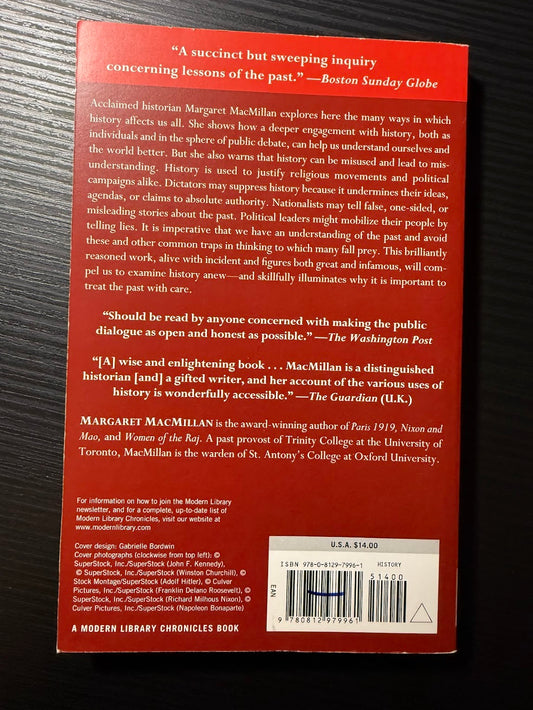 “A succinct but sweeping inquiry
concerning lessons of the past.” —Boston Sunday Globe
Acclaimed historian Margaret MacMillan explores here the many ways in which
history affects us all. She shows how a deeper engagement with history, both as
individuals and in the sphere of public debate, can help us understand ourselves and
the world better. But she also warns that history can be misused and lead to mis-
understanding. History is used to justify religious movements and political
campaigns alike. Dictators may suppress history because it undermines their ideas,
agendas, or claims to absolute authority. Nationalists may tell false, one-sided, or
misleading stories about the past. Political leaders might mobilize their people by
telling lies. It is imperative that we have an understanding of the past and avoid
these and other common traps in thinking to which many fall prey. This brilliantly
reasoned work, alive with incident and figures both great and infamous, will com-
pel us to examine history anew—and skillfully illuminates why it is important to
treat the past with care.
“Should be read by anyone concerned with making the public
dialogue as open and honest as possible.” —The Washington Post
“[A] wise and enlightening book . . . MacMillan is a distinguished
historian [and] a gifted writer, and her account of the various uses of
history is wonderfully accessible.” —The Guardian (U.K.)
MARGARET MACMILLAN is the award-winning author of Paris 1919, Nixon and
Mao, and Women of the Raj. A past provost of Trinity College at the University of
Toronto, MacMillan is the warden of St. Antony’s College at Oxford University.
For information on how to join the Modern Library
newsletter, and for a complete, up-to-date list of
Modern Library Chronicles, visit our website at
www.modernlibrary.com
Cover design: Gabrielle Bordwin
Cover photographs (clockwise from top left): ©
SuperStock, Inc./SuperStock (John F. Kennedy),
© SuperStock, Inc./SuperStock (Winston Churchill), ©
Stock Montage/SuperStock (Adolf Hitler), © Culver
Pictures, Inc./SuperStock (Franklin Delano Roosevelt), ©
SuperStock, Inc./SuperStock (Richard Milhous Nixon), ©
Culver Pictures, Inc./SuperStock (Napoleon Bonaparte)
A MODERN LIBRARY CHRONICLES BOOK
U.S.A. $14.00
ISBN 978-0-8129-7996-1 HISTORY
51400
EAN
9 780812 979961